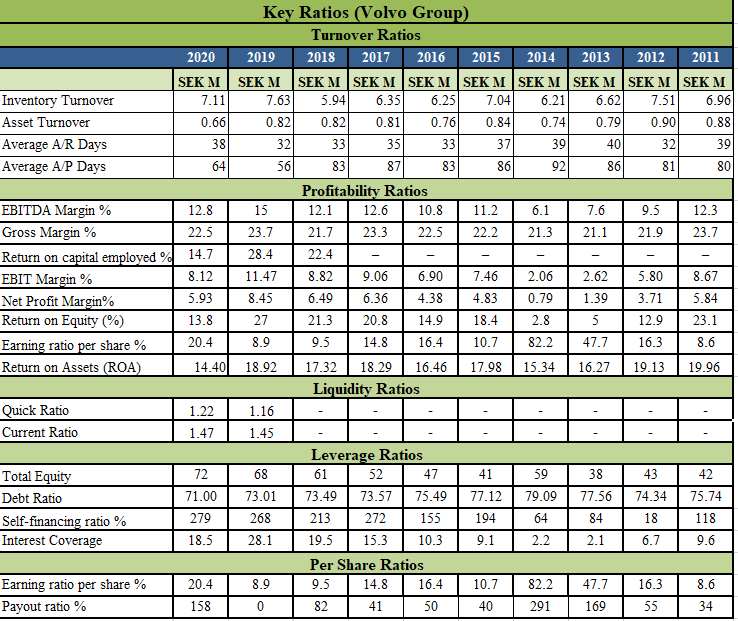 Key Ratios (Volvo Group)
Turnover Ratios
2020 2019 2018 2017 2016 2015 2014 2013 2012 2011
SEK M SEK M SEK M SEK M SEK M SEK M SEK M SEK M SEK M SEK M
Inventory Turnover 7.11 7.63 5.94 6.35 6.25 7.04 6.21 6.62 7.51 6.96
Asset Turnover 0.66 0.82 0.82 0.81 0.76 0.84 0.74 0.79 0.90 0.88
Average A/R Days 38 32 33 35 33 37 39 40 32 39
Average A/P Days 64 56 83 87 83 86 92 86 81 80
Profitability Ratios
EBITDA Margin % 12.8 15 12.1 12.6 10.8 11.2 6.1 7.6 9.5 12.3
Gross Margin % 22.5 23.7 21.7 23.3 22.5 22.2 21.3 21.1 21.9 23.7
Return on capital employed % 14.7 28.4 22.4 – – – – – – –
EBIT Margin % 8.12 11.47 8.82 9.06 6.90 7.46 2.06 2.62 5.80 8.67
Net Profit Margin% 5.93 8.45 6.49 6.36 4.38 4.83 0.79 1.39 3.71 5.84
Return on Equity (%) 13.8 27 21.3 20.8 14.9 18.4 2.8 5 12.9 23.1
Earning ratio per share % 20.4 8.9 9.5 14.8 16.4 10.7 82.2 47.7 16.3 8.6
Return on Assets (ROA) 14.40 18.92 17.32 18.29 16.46 17.98 15.34 16.27 19.13 19.96
Liquidity Ratios
Quick Ratio 1.22 1.16 - - - - - - - -
Current Ratio 1.47 1.45 - - - - - - - -
Leverage Ratios
Total Equity 72 68 61 52 47 41 59 38 43 42
Debt Ratio 71.00 73.01 73.49 73.57 75.49 77.12 79.09 77.56 74.34 75.74
Self-financing ratio % 279 268 213 272 155 194 64 84 18 118
Interest Coverage 18.5 28.1 19.5 15.3 10.3 9.1 2.2 2.1 6.7 9.6
Per Share Ratios
Earning ratio per share % 20.4 8.9 9.5 14.8 16.4 10.7 82.2 47.7 16.3 8.6
Payout ratio % 158 0 82 41 50 40 291 169 55 34